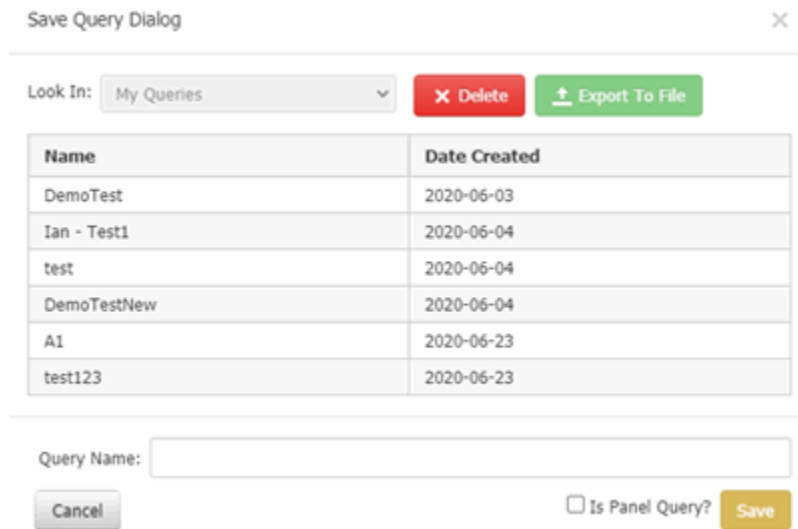 Save Query Dialog
Look In: My Queries Delete Export To File
Name Date Created
DemoTest 2020-06-03
Ian - Test1 2020-06-04
test 2020-06-04
DemoTestNew 2020-06-04
A1 2020-06-23
test123 2020-06-23
Query Name:
Cancel Is Panel Query? Save